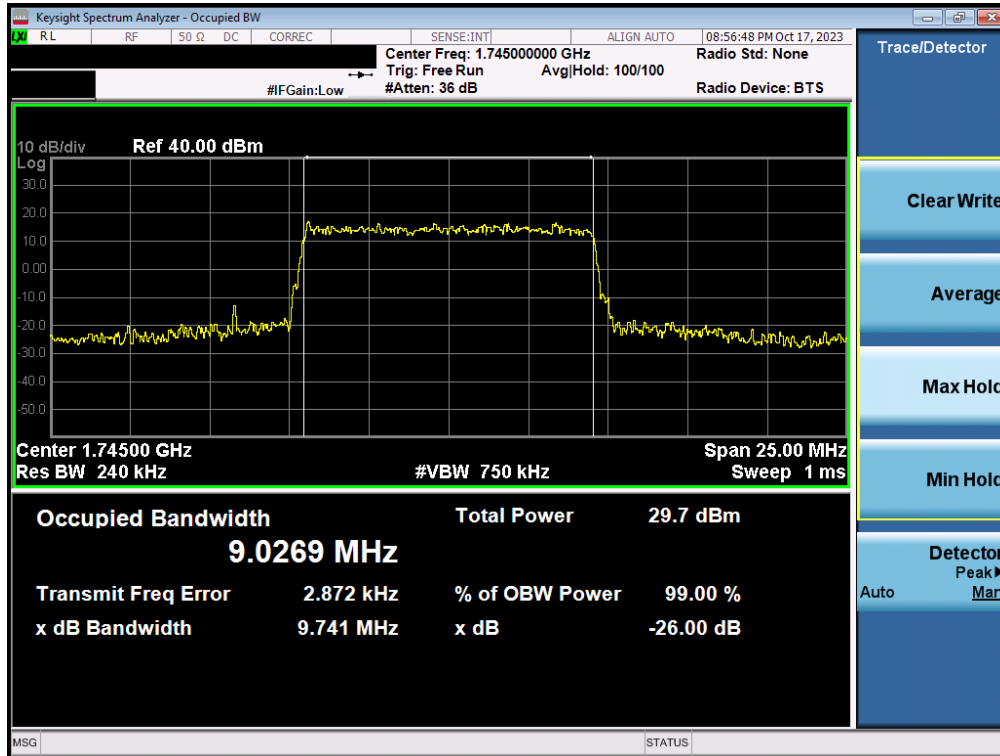 Keysight Spectrum Analyzer - Occupied BW
LXI RL RF 50 Ω DC CORREC SENSE:INT ALIGN AUTO 08:56:48 PM Oct 17, 2023
Center Freq: 1.745000000 GHz Radio Std: None
Trig: Free Run Avg|Hold: 100/100
#IFGain:Low #Atten: 36 dB Radio Device: BTS
10 dB/div Ref 40.00 dBm
Log
30.0
20.0
10.0
0.00
-10.0
-20.0
-30.0
-40.0
-50.0
Center 1.74500 GHz Span 25.00 MHz
Res BW 240 kHz #VBW 750 kHz Sweep 1 ms
Occupied Bandwidth Total Power 29.7 dBm
9.0269 MHz
Transmit Freq Error 2.872 kHz % of OBW Power 99.00 %
x dB Bandwidth 9.741 MHz x dB -26.00 dB
MSG STATUS
Trace/Detector
Clear Write
Average
Max Hold
Min Hold
Detector
Peak
Auto Man